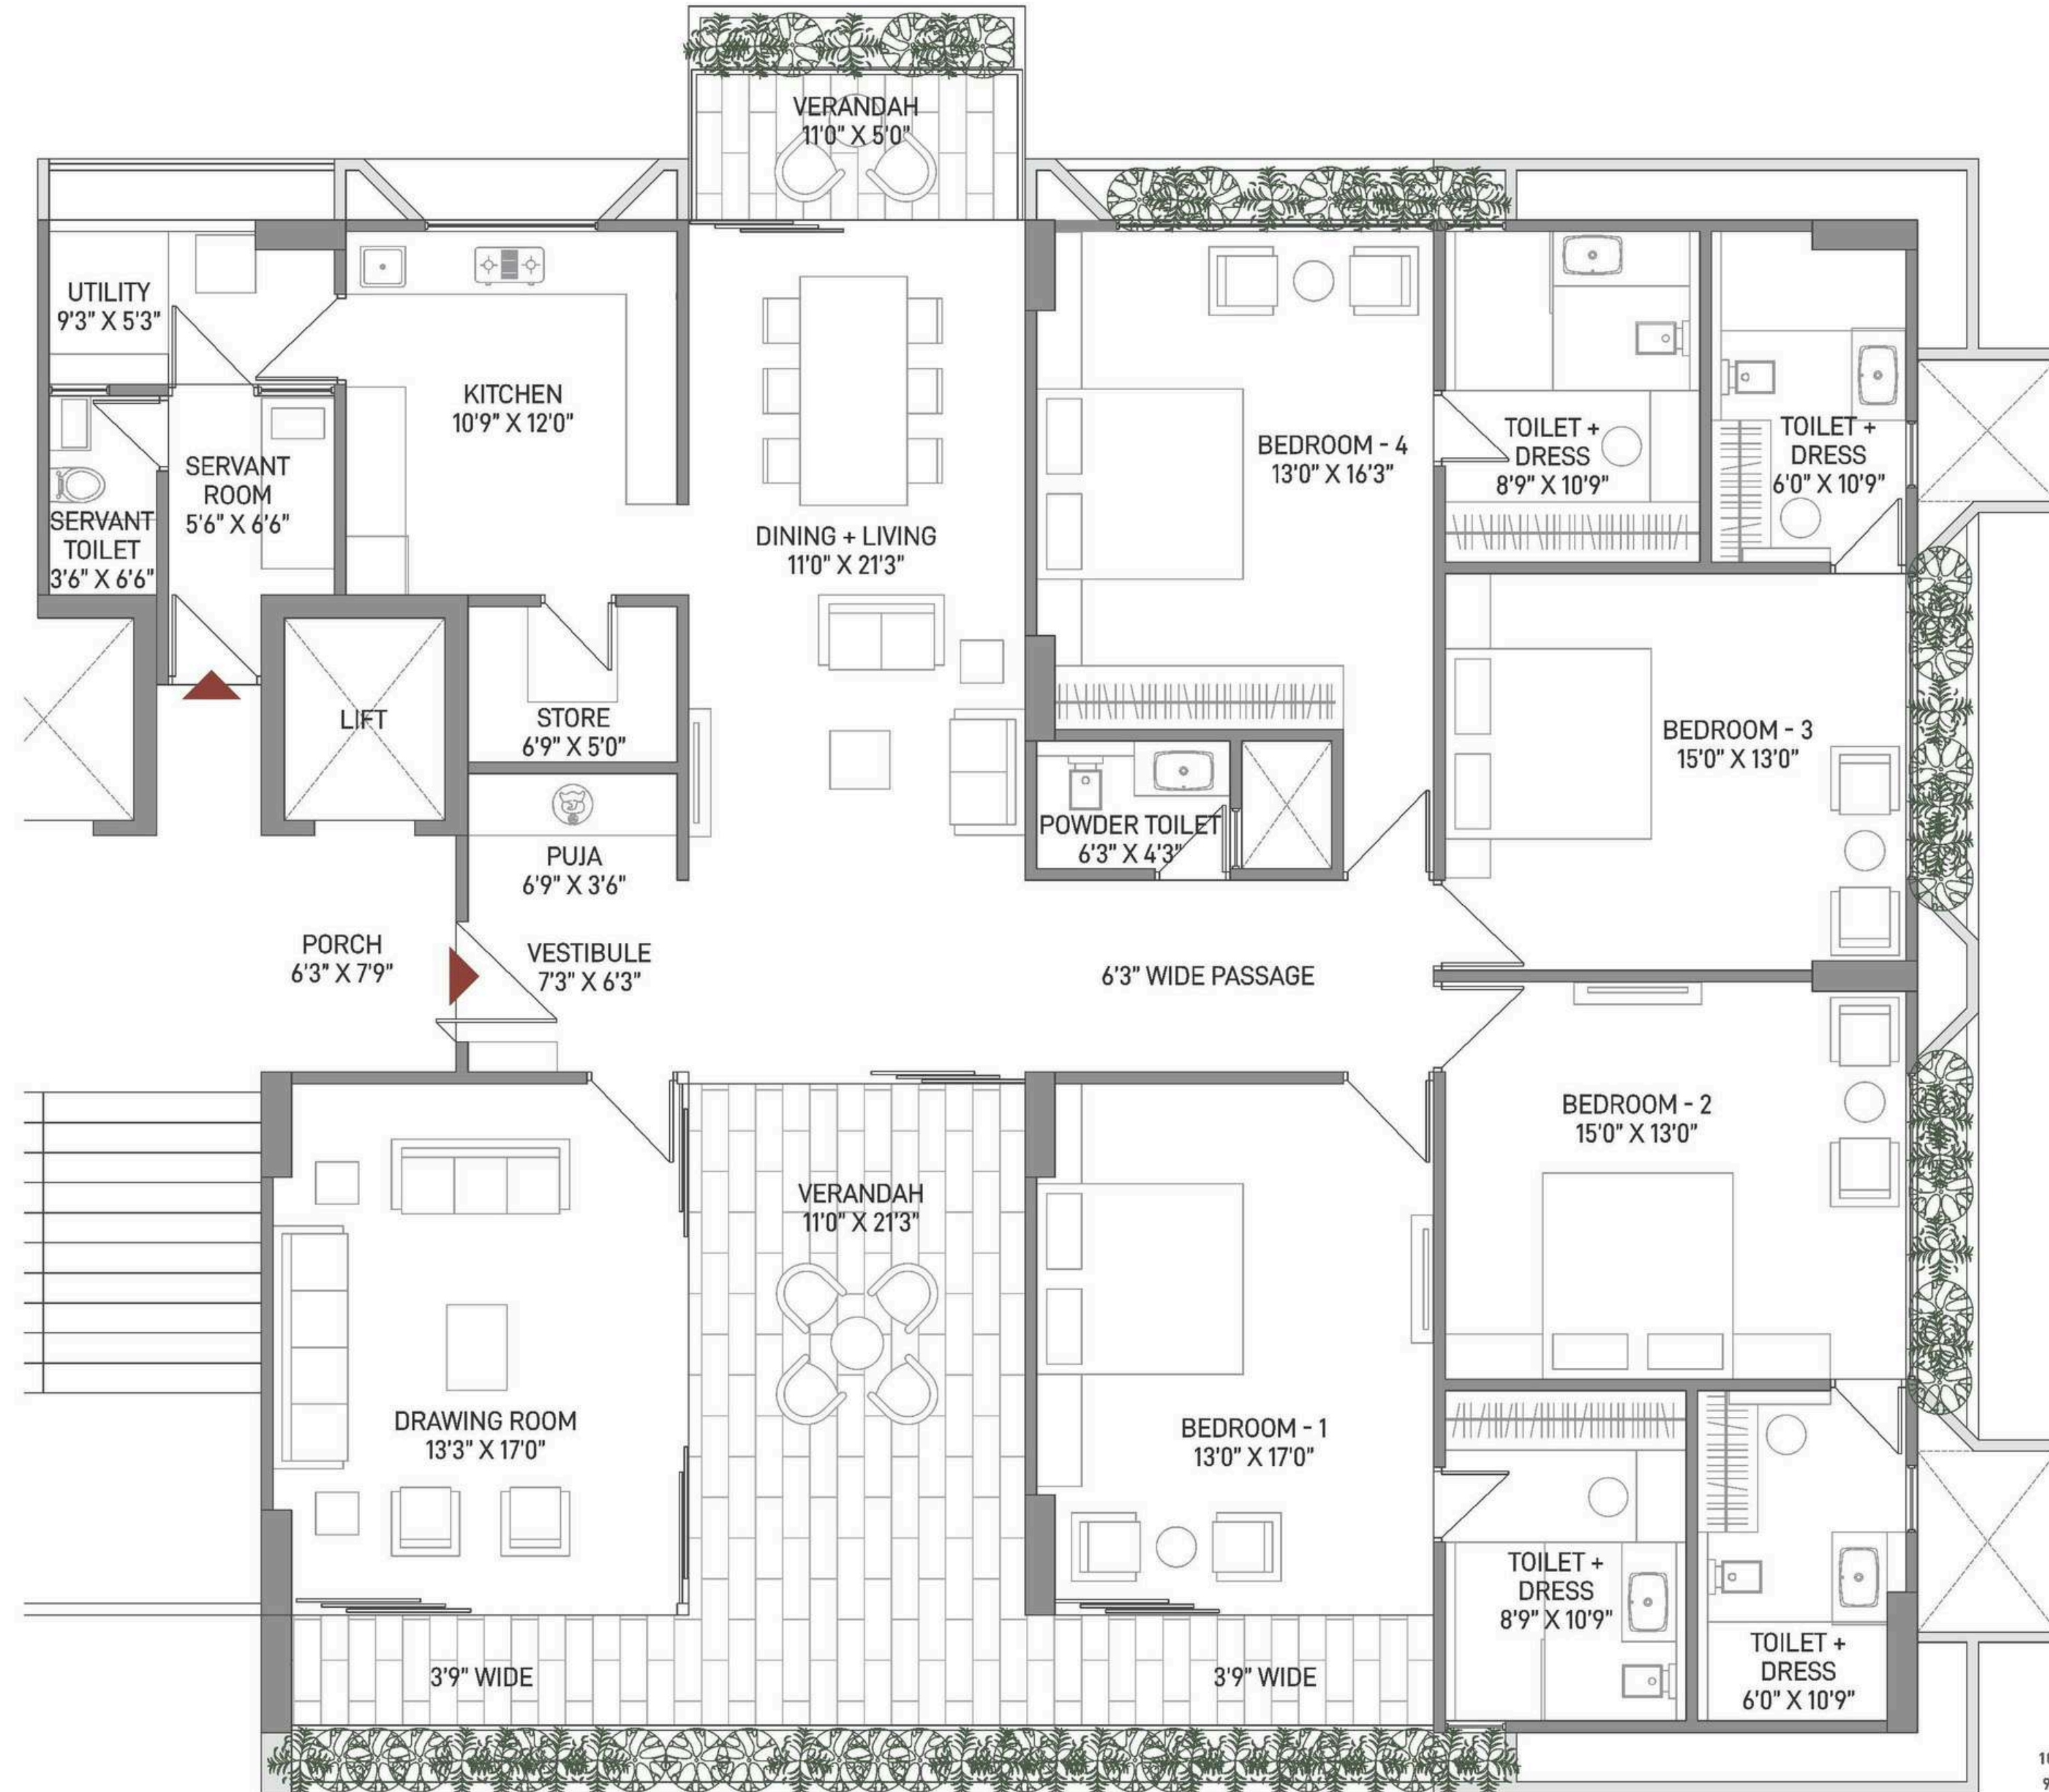 VERANDAH
11'0" X 5'0"
UTILITY
9'3" X 5'3"
KITCHEN
10'9" X 12'0"
SERVANT
ROOM
5'6" X 6'6"
SERVANT
TOILET
3'6" X 6'6"
DINING + LIVING
11'0" X 21'3"
BEDROOM - 4
13'0" X 16'3"
TOILET +
DRESS
8'9" X 10'9"
TOILET +
DRESS
6'0" X 10'9"
LIFT
STORE
6'9" X 5'0"
BEDROOM - 3
15'0" X 13'0"
POWDER TOILET
6'3" X 4'3"
PUJA
6'9" X 3'6"
PORCH
6'3" X 7'9"
VESTIBULE
7'3" X 6'3"
6'3" WIDE PASSAGE
BEDROOM - 2
15'0" X 13'0"
VERANDAH
11'0" X 21'3"
DRAWING ROOM
13'3" X 17'0"
BEDROOM - 1
13'0" X 17'0"
TOILET +
DRESS
8'9" X 10'9"
TOILET +
DRESS
6'0" X 10'9"
3'9" WIDE
3'9" WIDE